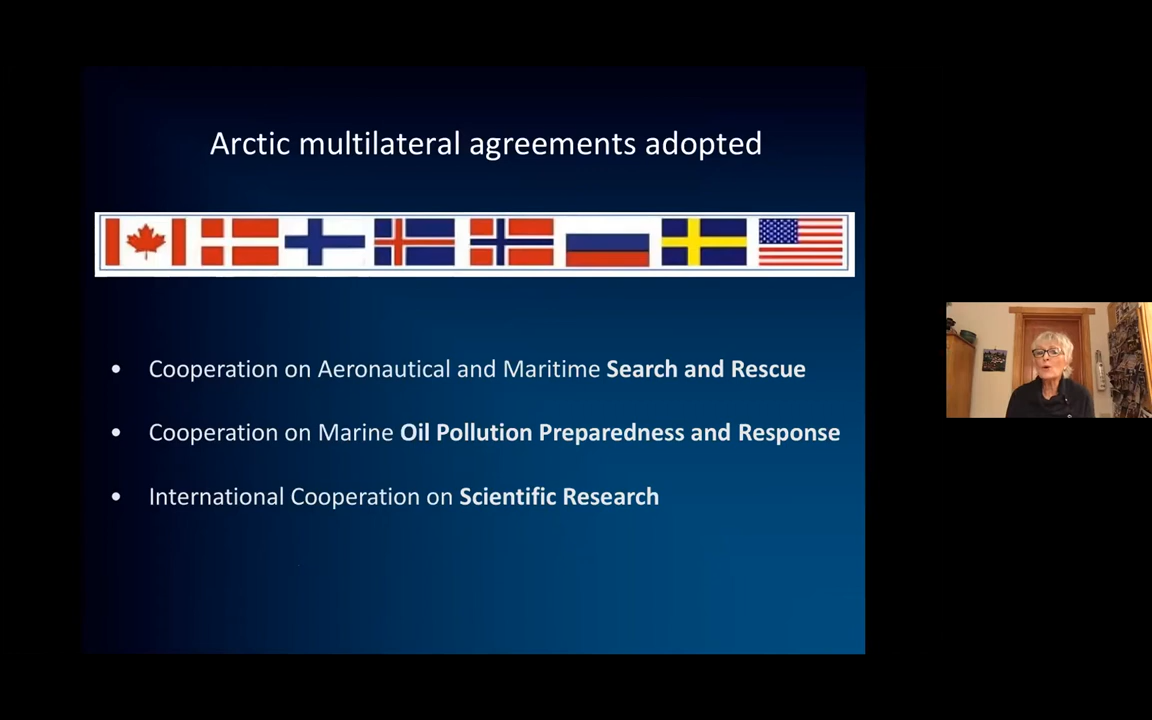 Arctic multilateral agreements adopted
• Cooperation on Aeronautical and Maritime Search and Rescue
• Cooperation on Marine Oil Pollution Preparedness and Response
• International Cooperation on Scientific Research